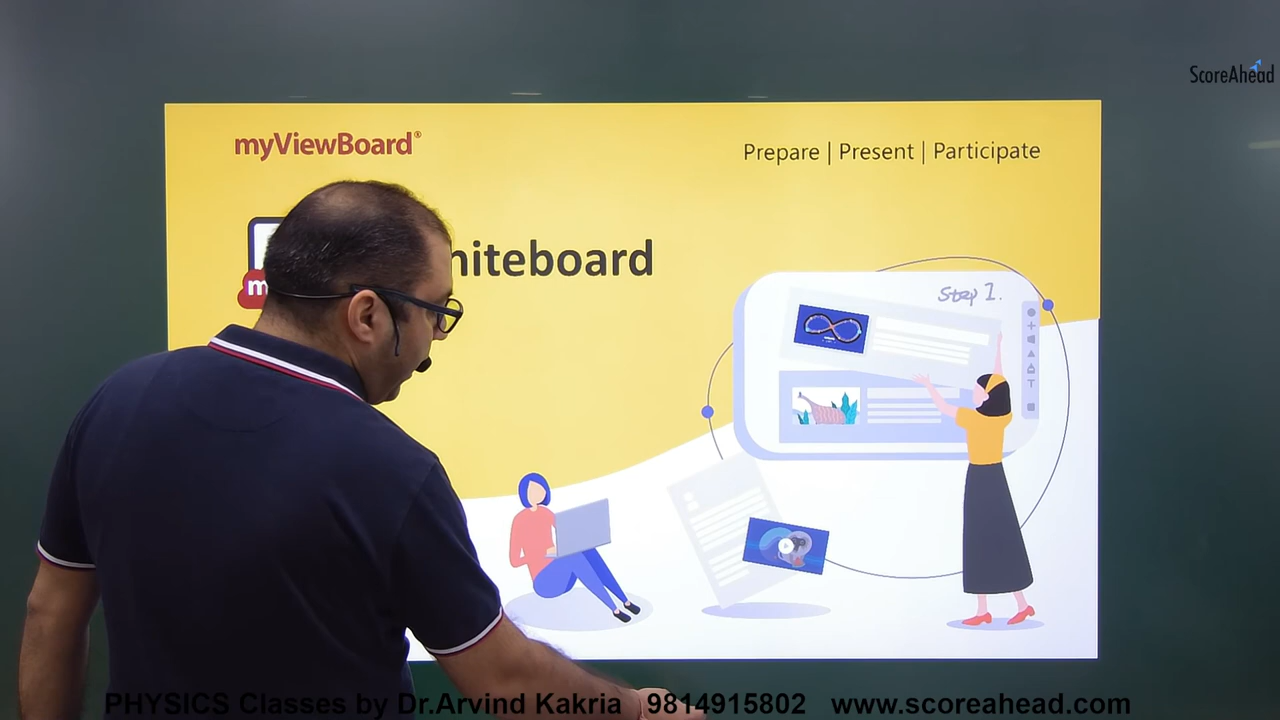 ScoreAhead
myViewBoard®
Prepare | Present | Participate
m
hiteboard
Step 1.
T
PHYSICS Classes by Dr.Arvind Kakria 9814915802 www.scoreahead.com